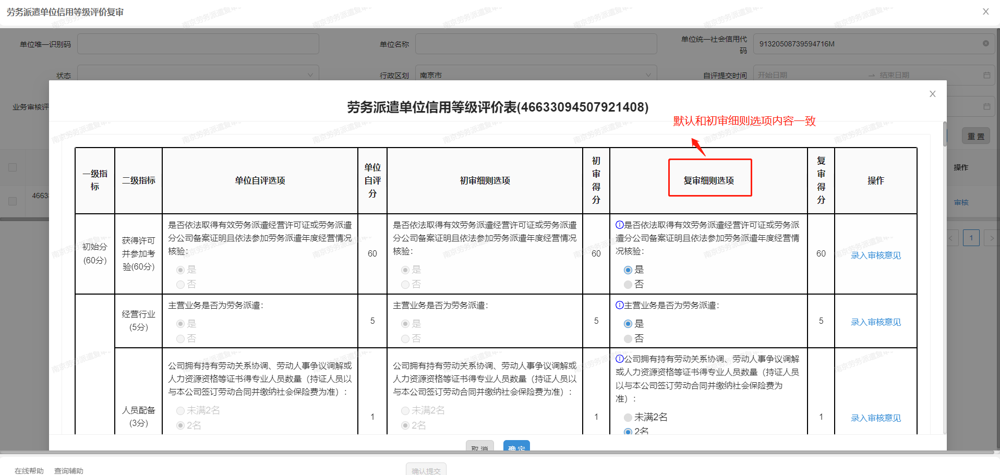 劳务派遣单位信用等级评价复审
X
单位唯一识别码
单位名称
单位统一社会信用代
码
91320508739594716M
状态
行政区划
南京市
自评提交时间
开始日期
结束日期
业务审核评
X
劳务派遣单位信用等级评价表(46633094507921408)
默认和初审细则选项内容一致
重 置
一级指
标
二级指标
单位自评选项
单位
自评
分
初审细则选项
初
审
得
分
复审细则选项
复
审
得
分
操作
操作
46633
审核
初始分
(60分)
获得许可
并参加考
验(60分)
是否依法取得有效劳务派遣经营许可证或劳务派遣
分公司备案证明且依法参加劳务派遣年度经营情况
核验:
是
否
60
是否依法取得有效劳务派遣经营许可证或劳务派遣
分公司备案证明且依法参加劳务派遣年度经营情况
核验:
是
否
60
是否依法取得有效劳务派遣经营许可证或劳务派
遣分公司备案证明且依法参加劳务派遣年度经营情
况核验:
是
否
60
录入审核意见
1
经营行业
(5分)
主营业务是否为劳务派遣:
是
否
5
主营业务是否为劳务派遣:
是
否
5
主营业务是否为劳务派遣:
是
否
5
录入审核意见
人员配备
(3分)
公司拥有持有劳动关系协调、劳动人事争议调解或
人力资源资格等证书得专业人员数量（持证人员以
与本公司签订劳动合同并缴纳社会保险费为准）:
未满2名
2名
1
公司拥有持有劳动关系协调、劳动人事争议调解或
人力资源资格等证书得专业人员数量（持证人员以
与本公司签订劳动合同并缴纳社会保险费为准）:
未满2名
2名
1
公司拥有持有劳动关系协调、劳动人事争议调解
或人力资源资格等证书得专业人员数量（持证人员
以与本公司签订劳动合同并缴纳社会保险费为
准）:
未满2名
2名
1
录入审核意见
取 消
确 定
在线帮助
查询辅助
确认提交